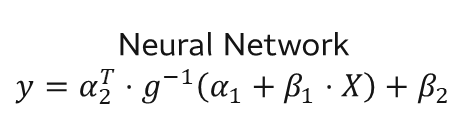 Neural Network
y = α₂ᵀ · g⁻¹(α₁ + β₁ · X) + β₂